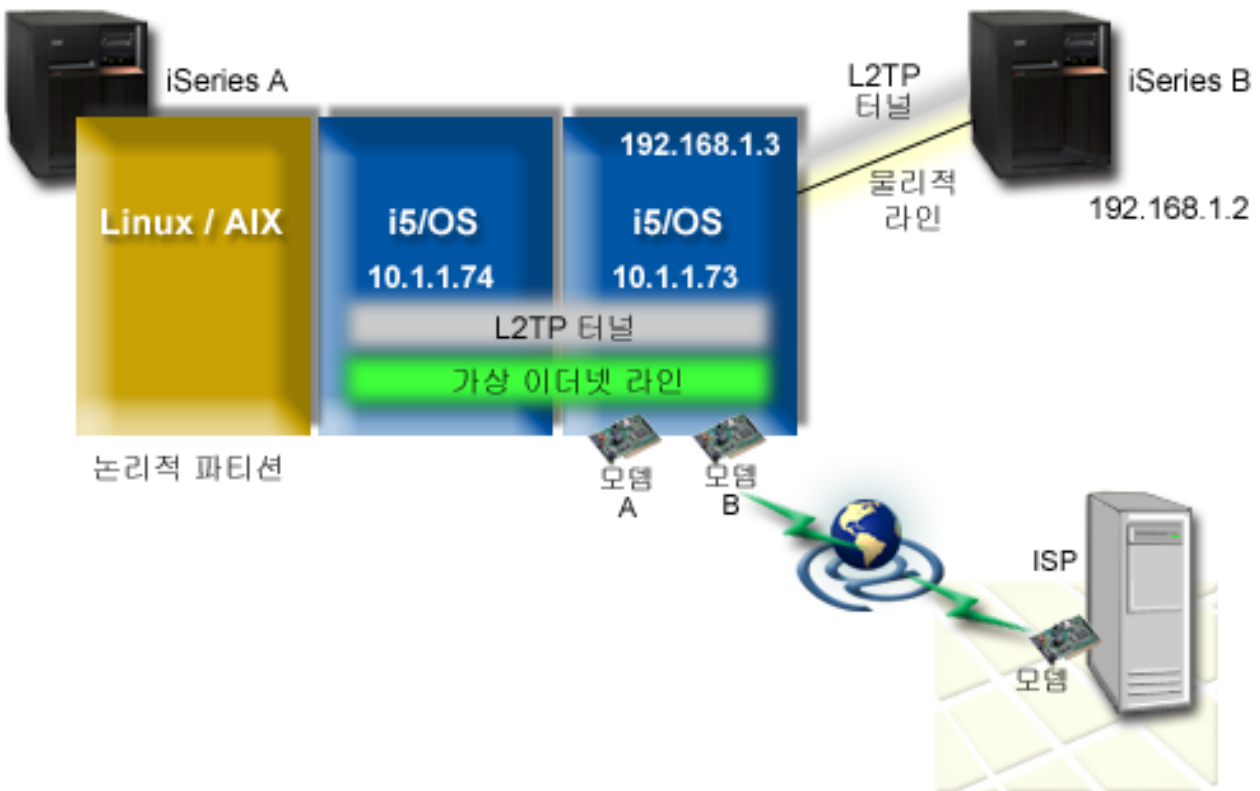 iSeries A
L2TP
터널
iSeries B
192.168.1.3
물리적
라인
192.168.1.2
Linux / AIX
i5/OS
i5/OS
10.1.1.74
10.1.1.73
L2TP 터널
가상 이더넷 라인
논리적 파티션
모뎀
A
모뎀
B
ISP
모뎀